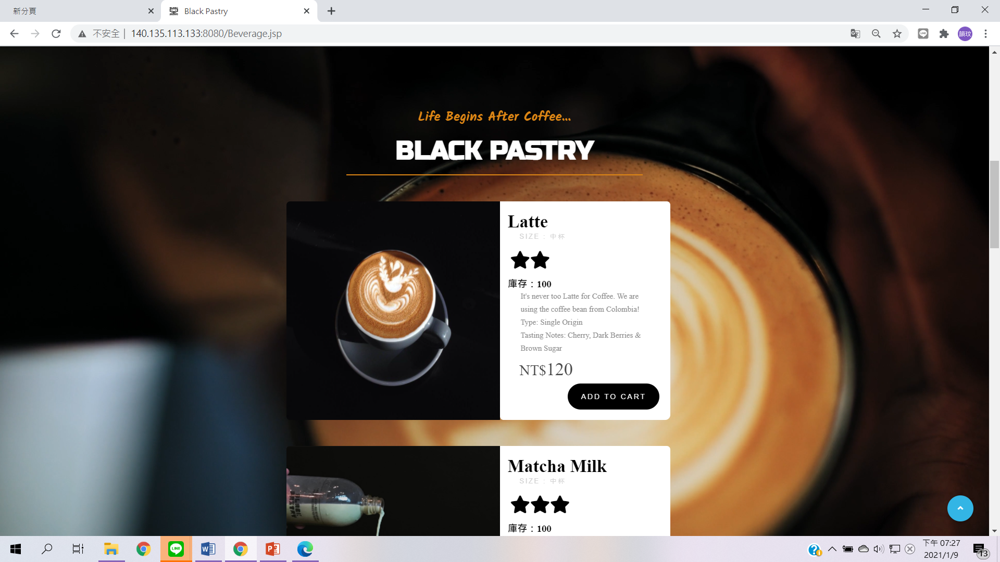 新分頁
Black Pastry
不安全
140.135.113.133:8080/Beverage.jsp
韻玟
Life Begins After Coffee...
BLACK PASTRY
Latte
SIZE : 中杯
庫存：100
It's never too Latte for Coffee. We are
using the coffee bean from Colombia!
Type: Single Origin
Tasting Notes: Cherry, Dark Berries &
Brown Sugar
NT$120
ADD TO CART
Matcha Milk
SIZE : 中杯
庫存：100
LINE
下午 07:27
2021/1/9
13